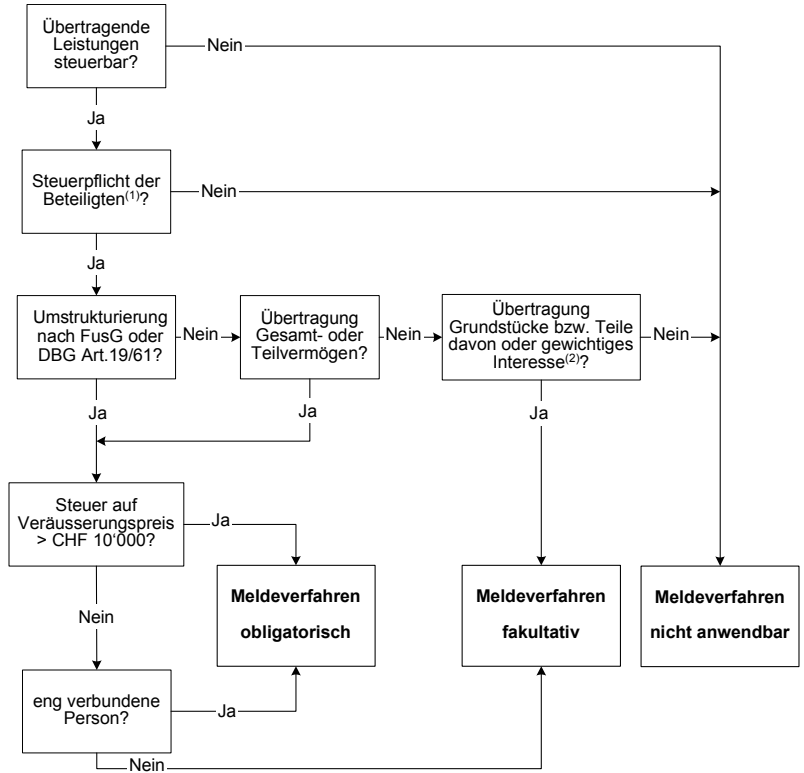 Übertragende
Leistungen
steuerbar?
Nein
Ja
Steuerpflicht der
Beteiligten(1)?
Nein
Ja
Umstrukturierung
nach FusG oder
DBG Art.19/61?
Nein
Übertragung
Gesamt- oder
Teilvermögen?
Nein
Übertragung
Grundstücke bzw. Teile
davon oder gewichtiges
Interesse(2)?
Nein
Ja
Ja
Ja
Steuer auf
Veräusserungspreis
> CHF 10‘000?
Ja
Nein
Meldeverfahren
obligatorisch
Meldeverfahren
fakultativ
Meldeverfahren
nicht anwendbar
eng verbundene
Person?
Ja
Nein